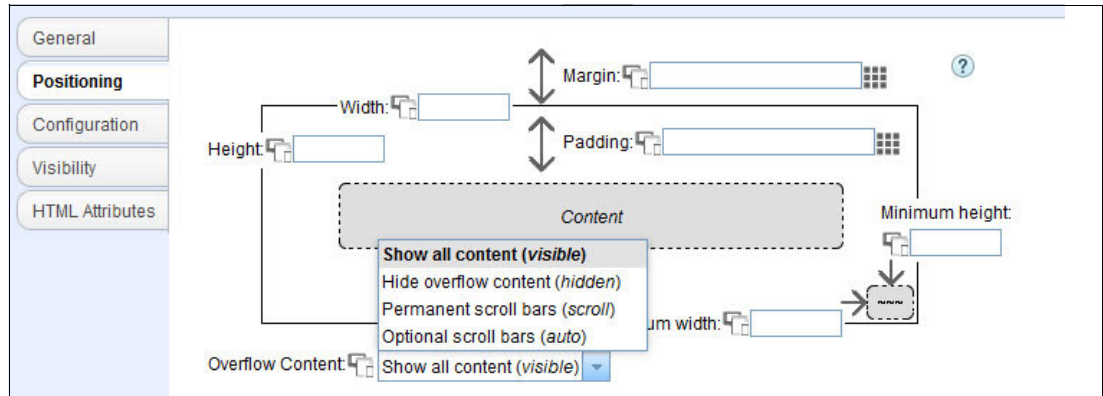 General
Positioning
Configuration
Visibility
HTML Attributes
Margin:
?
Width:
Height:
Padding:
Content
Minimum height:
Show all content (visible)
Hide overflow content (hidden)
Permanent scroll bars (scroll)
Optional scroll bars (auto)
um width:
Overflow Content:
Show all content (visible)